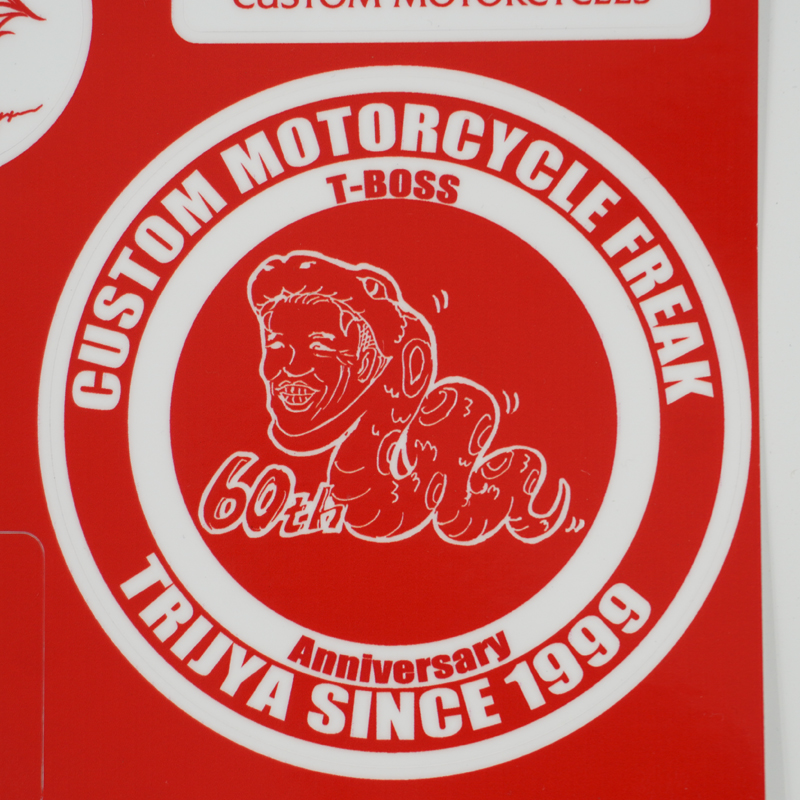 CUSTOM MOTORCYCLES
CUSTOM MOTORCYCLE FREAK
T-BOSS
60th
Anniversary
TRIJYA SINCE 1999